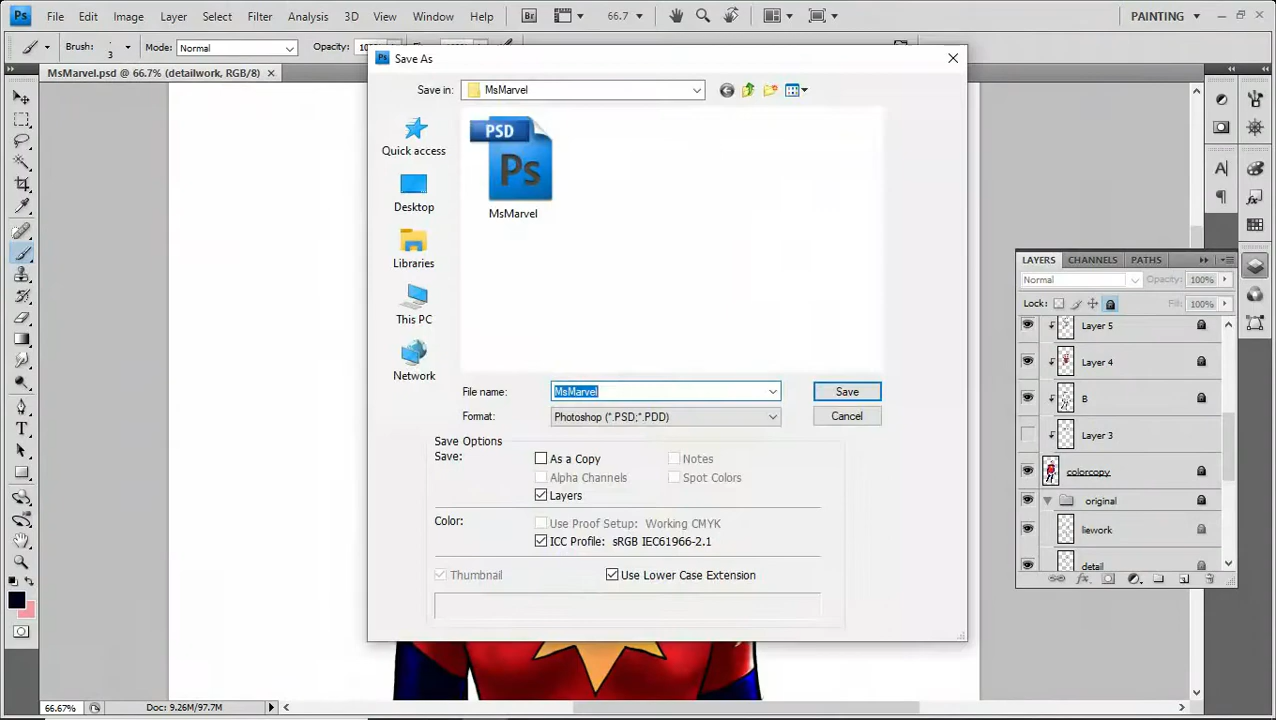 Ps File Edit Image Layer Select Filter Analysis 3D View Window Help Br 66.7 PAINTING
Brush: 3 Mode: Normal Opacity:
MsMarvel.psd @ 66.7% (detailwork, RGB/8)
Ps Save As
Save in: MsMarvel
Quick access
Desktop
Libraries
This PC
Network
PSD
Ps
MsMarvel
File name: MsMarvel Save
Format: Photoshop (*.PSD;*.PDD) Cancel
Save Options
Save: As a Copy Notes
Alpha Channels Spot Colors
Layers
Color: Use Proof Setup: Working CMYK
ICC Profile: sRGB IEC61966-2.1
Thumbnail Use Lower Case Extension
LAYERS CHANNELS PATHS
Normal Opacity: 100%
Lock: Fill: 100%
Layer 5
Layer 4
B
Layer 3
colorcopy
original
liework
detail
66.67% Doc: 9.26M/97.7M